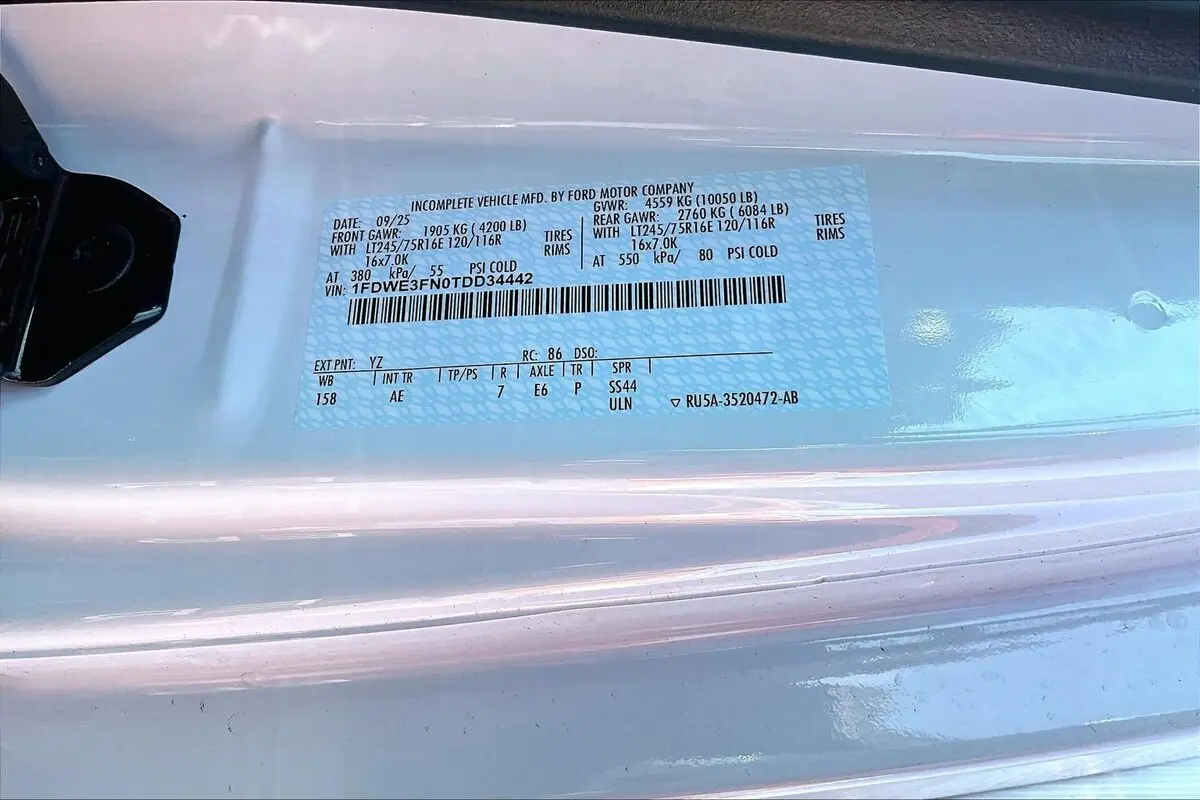 INCOMPLETE VEHICLE MFD. BY FORD MOTOR COMPANY
DATE: 09/25 GVWR: 4559 KG (10050 LB)
FRONT GAWR: 1905 KG ( 4200 LB) REAR GAWR: 2760 KG ( 6084 LB)
WITH LT245/75R16E 120/116R TIRES WITH LT245/75R16E 120/116R TIRES
16x7.0K RIMS 16x7.0K RIMS
AT 380 kPa/ 55 PSI COLD AT 550 kPa/ 80 PSI COLD
VIN: 1FDWE3FN0TDD34442
EXT PNT: YZ RC: 86 DSO:
WB INT TR TP/PS R AXLE TR SPR
158 AE 7 E6 P SS44
ULN ▽ RU5A-3520472-AB